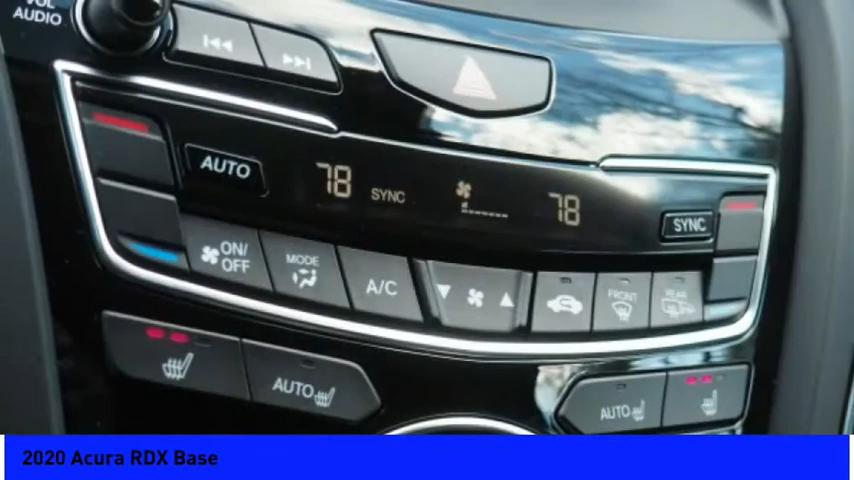 VOL
AUDIO
AUTO
78
SYNC
78
SYNC
ON/
OFF
MODE
A/C
FRONT
REAR
AUTO
AUTO
2020 Acura RDX Base